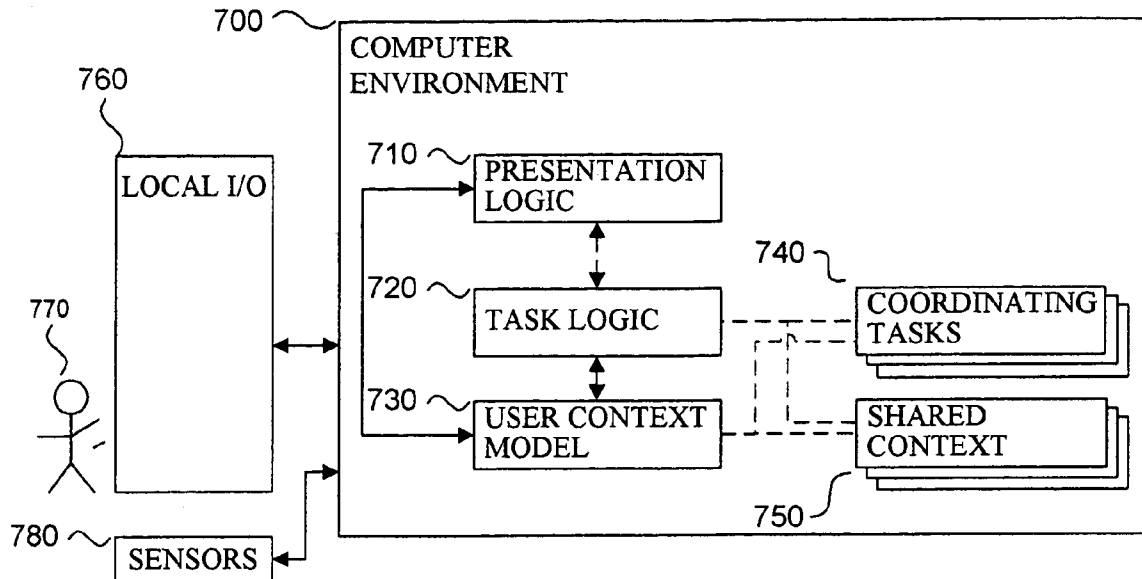 700
COMPUTER
ENVIRONMENT
760
LOCAL I/O
710
PRESENTATION
LOGIC
720
TASK LOGIC
730
USER CONTEXT
MODEL
740
COORDINATING
TASKS
SHARED
CONTEXT
750
770
780
SENSORS